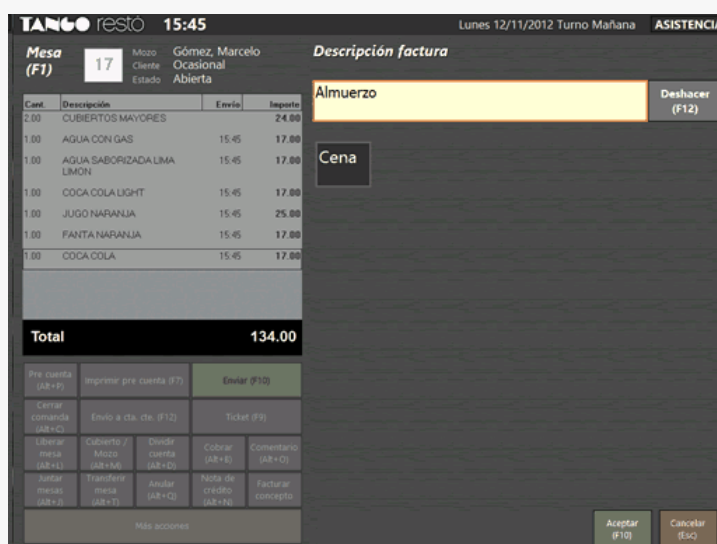 TANGO restó 15:45 Lunes 12/11/2012 Turno Mañana ASISTENCIA
Mesa
(F1)
17
Mozo Gómez, Marcelo
Cliente Ocasional
Estado Abierta
Cant. Descripción Envío Importe
2.00 CUBIERTOS MAYORES 24.00
1.00 AGUA CON GAS 15:45 17.00
1.00 AGUA SABORIZADA LIMA 15:45 17.00
LIMON
1.00 COCA COLA LIGHT 15:45 17.00
1.00 JUGO NARANJA 15:45 25.00
1.00 FANTA NARANJA 15:45 17.00
1.00 COCA COLA 15:45 17.00
Total 134.00
Pre cuenta
(Alt+P)
Imprimir pre cuenta (F7)
Enviar (F10)
Cerrar
comanda
(Alt+C)
Envío a cta. cte. (F12)
Ticket (F9)
Liberar
mesa
(Alt+L)
Cubierto /
Mozo
(Alt+M)
Dividir
cuenta
(Alt+D)
Cobrar
(Alt+B)
Comentario
(Alt+O)
Juntar
mesas
(Alt+J)
Transferir
mesa
(Alt+T)
Anular
(Alt+Q)
Nota de
crédito
(Alt+N)
Facturar
concepto
Más acciones
Descripción factura
Almuerzo
Deshacer
(F12)
Cena
Aceptar
(F10)
Cancelar
(Esc)